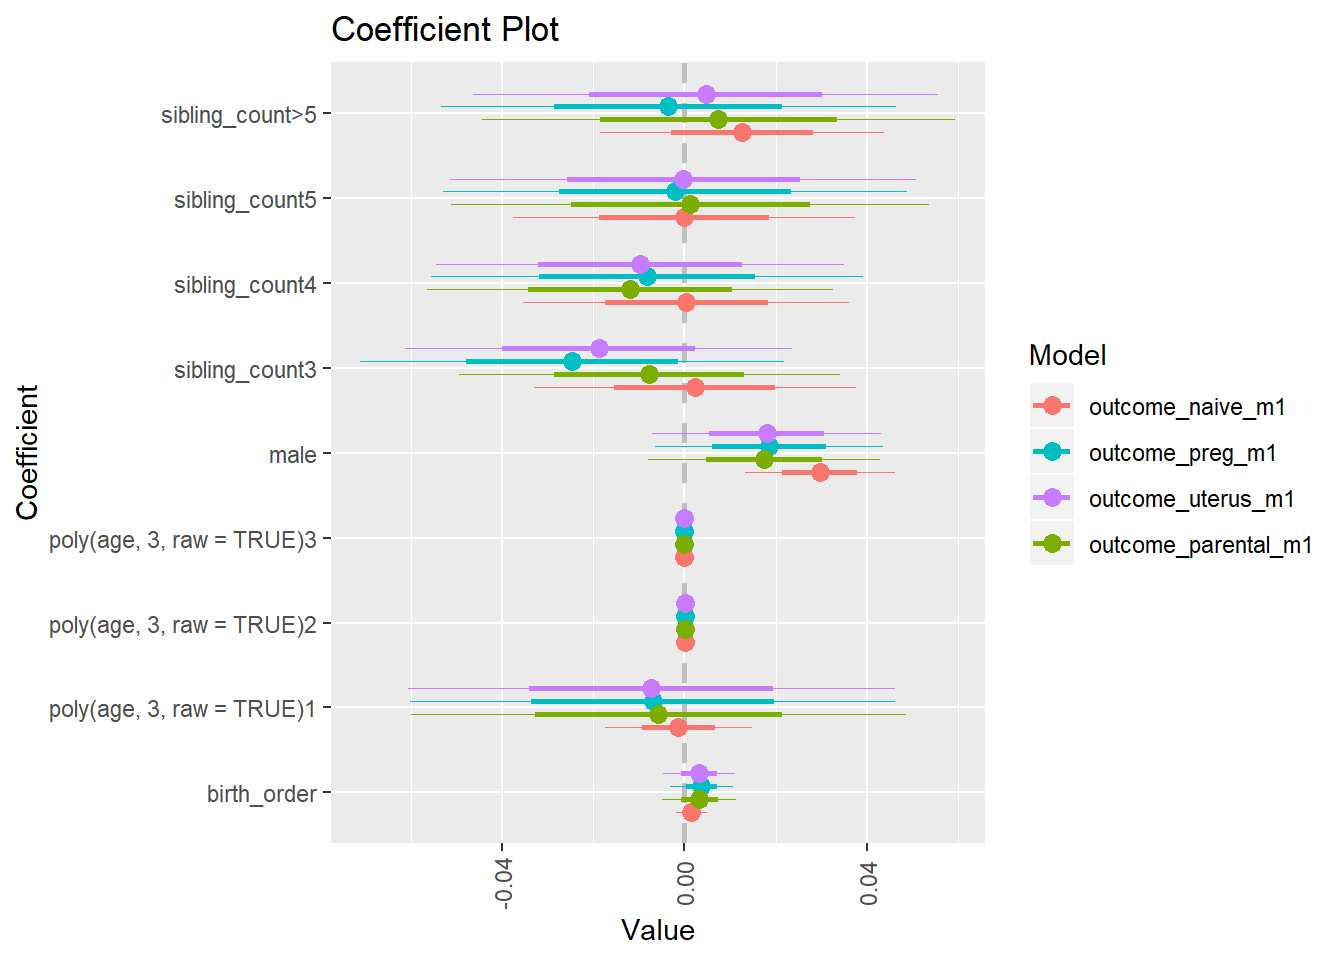 Coefficient Plot
Coefficient
sibling_count>5
sibling_count5
sibling_count4
sibling_count3
male
poly(age, 3, raw = TRUE)3
poly(age, 3, raw = TRUE)2
poly(age, 3, raw = TRUE)1
birth_order
-0.04
0.00
0.04
Value
Model
outcome_naive_m1
outcome_preg_m1
outcome_uterus_m1
outcome_parental_m1